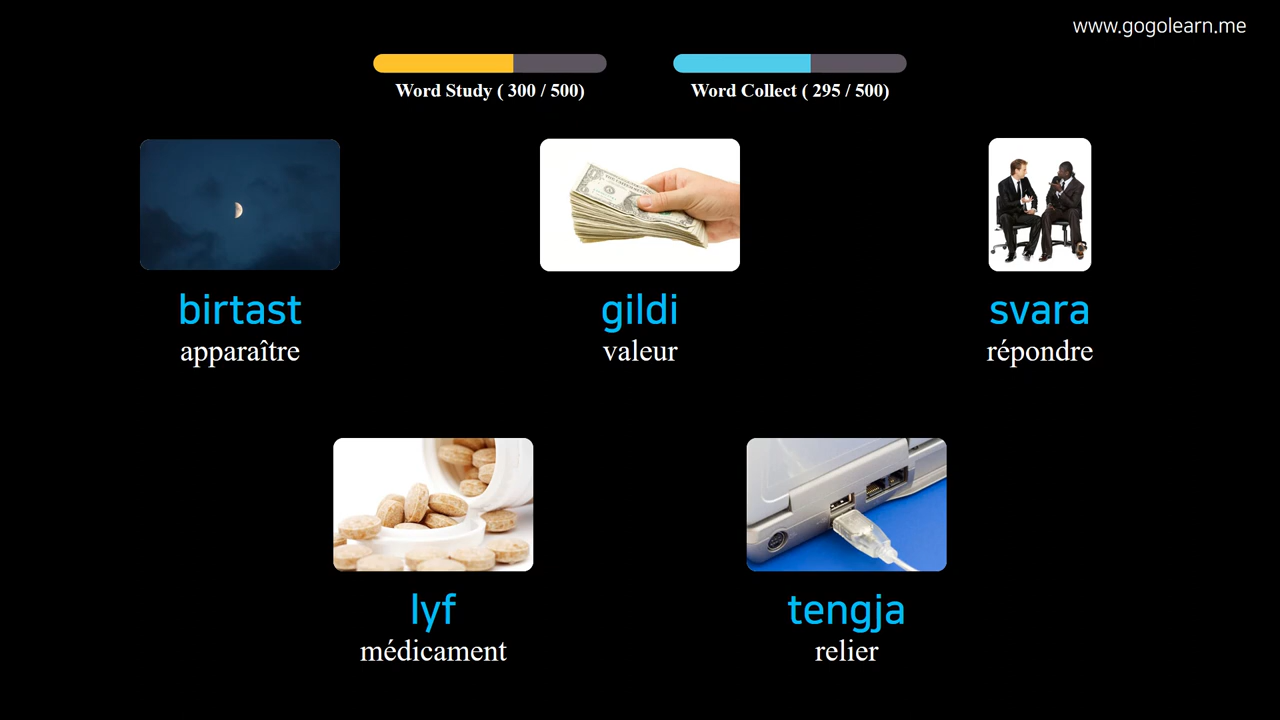 www.gogolearn.me
Word Study ( 300 / 500)
Word Collect ( 295 / 500)
birtast
apparaître
gildi
valeur
svara
répondre
lyf
médicament
tengja
relier